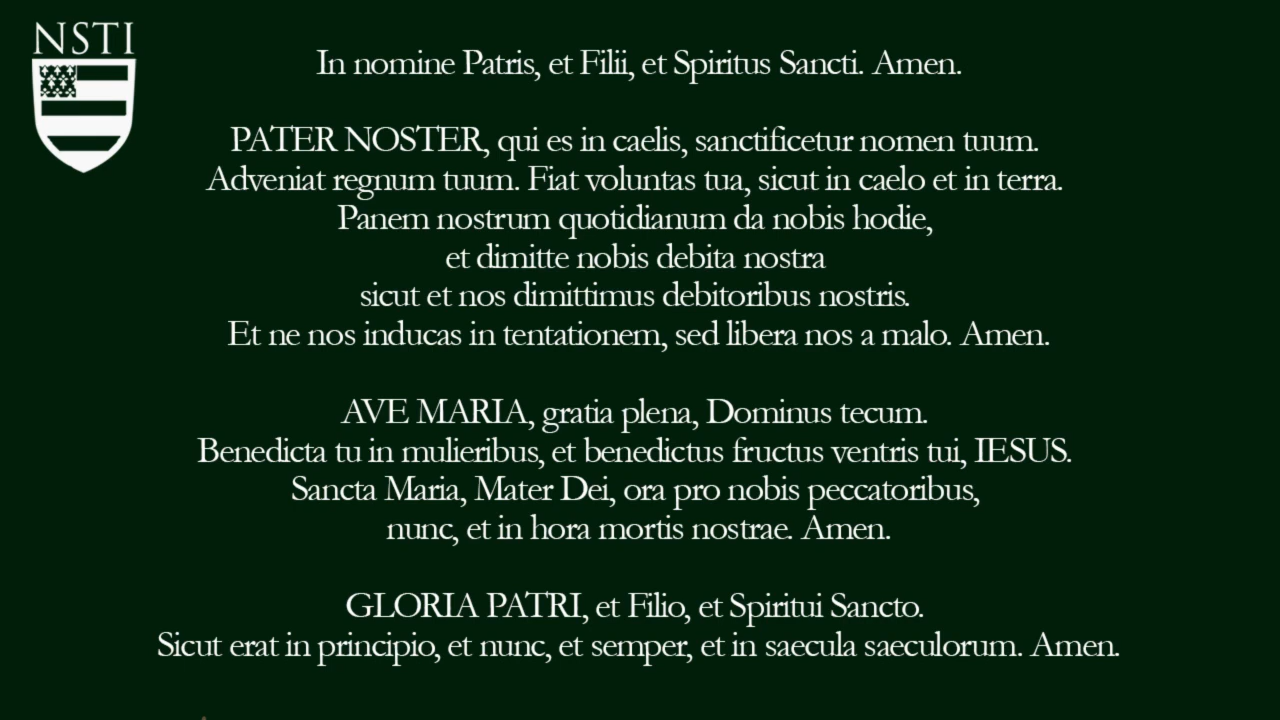 NSTI
In nomine Patris, et Filii, et Spiritus Sancti. Amen.
PATER NOSTER, qui es in caelis, sanctificetur nomen tuum.
Adveniat regnum tuum. Fiat voluntas tua, sicut in caelo et in terra.
Panem nostrum quotidianum da nobis hodie,
et dimitte nobis debita nostra
sicut et nos dimittimus debitoribus nostris.
Et ne nos inducas in tentationem, sed libera nos a malo. Amen.
AVE MARIA, gratia plena, Dominus tecum.
Benedicta tu in mulieribus, et benedictus fructus ventris tui, IESUS.
Sancta Maria, Mater Dei, ora pro nobis peccatoribus,
nunc, et in hora mortis nostrae. Amen.
GLORIA PATRI, et Filio, et Spiritui Sancto.
Sicut erat in principio, et nunc, et semper, et in saecula saeculorum. Amen.